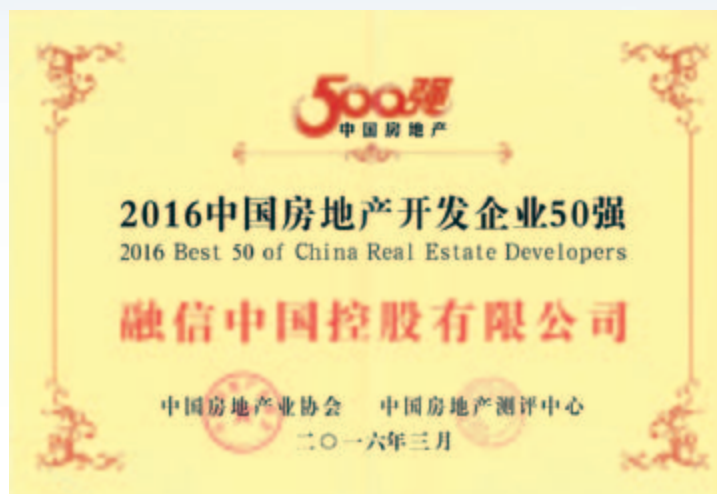 500强
中国房地产
2016中国房地产开发企业50强
2016 Best 50 of China Real Estate Developers
融信中国控股有限公司
中国房地产业协会 中国房地产测评中心
二〇一六年三月